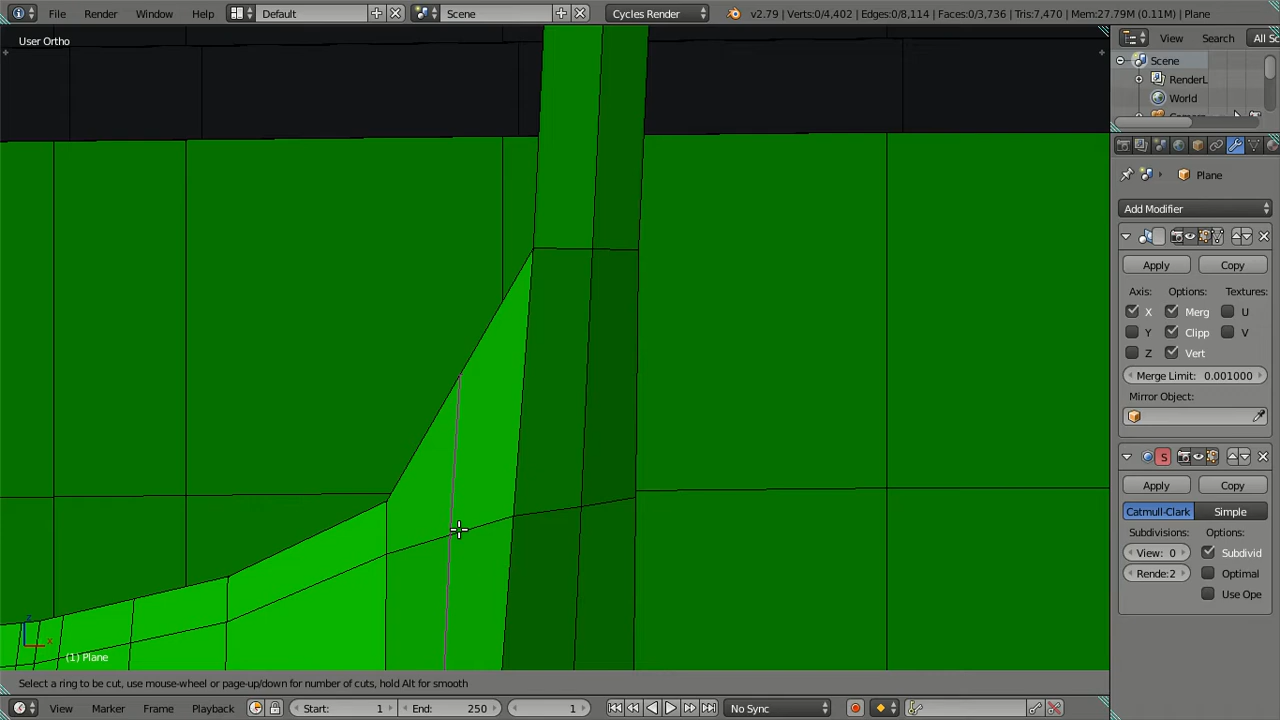 File Render Window Help Default Scene Cycles Render v2.79 | Verts:0/4,402 | Edges:0/8,114 | Faces:0/3,736 | Tris:7,470 | Mem:27.79M (0.11M) | Plane
User Ortho
View Search All Sc
Scene
RenderL
World
Plane
Add Modifier
Apply Copy
Axis: Options: Textures:
X Merg U
Y Clipp V
Z Vert
Merge Limit: 0.001000
Mirror Object:
S
Apply Copy
Catmull-Clark Simple
Subdivisions: Options:
View: 0 Subdivid
Rende: 2 Optimal
Use Ope
z
x
(1) Plane
Select a ring to be cut, use mouse-wheel or page-up/down for number of cuts, hold Alt for smooth
View Marker Frame Playback Start: 1 End: 250 1 No Sync